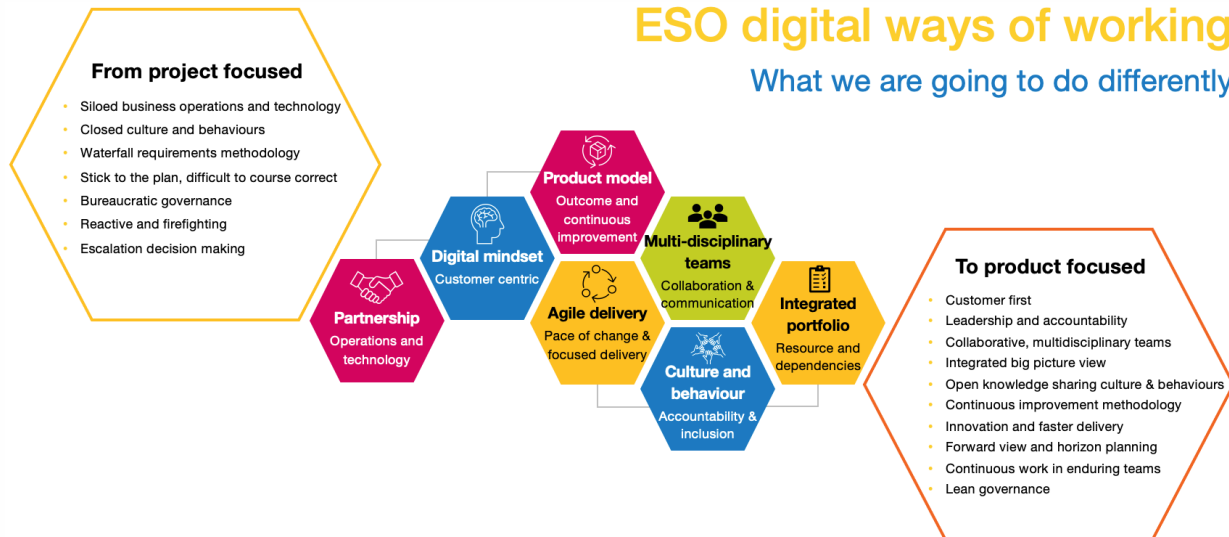 ESO digital ways of working
What we are going to do differently
From project focused
Siloed business operations and technology
Closed culture and behaviours
Waterfall requirements methodology
Stick to the plan, difficult to course correct
Bureaucratic governance
Reactive and firefighting
Escalation decision making
Partnership
Operations and
technology
Digital mindset
Customer centric
Product model
Outcome and
continuous
improvement
Agile delivery
Pace of change &
focused delivery
Multi-disciplinary
teams
Collaboration &
communication
Culture and
behaviour
Accountability &
inclusion
Integrated
portfolio
Resource and
dependencies
To product focused
Customer first
Leadership and accountability
Collaborative, multidisciplinary teams
Integrated big picture view
Open knowledge sharing culture & behaviours
Continuous improvement methodology
Innovation and faster delivery
Forward view and horizon planning
Continuous work in enduring teams
Lean governance